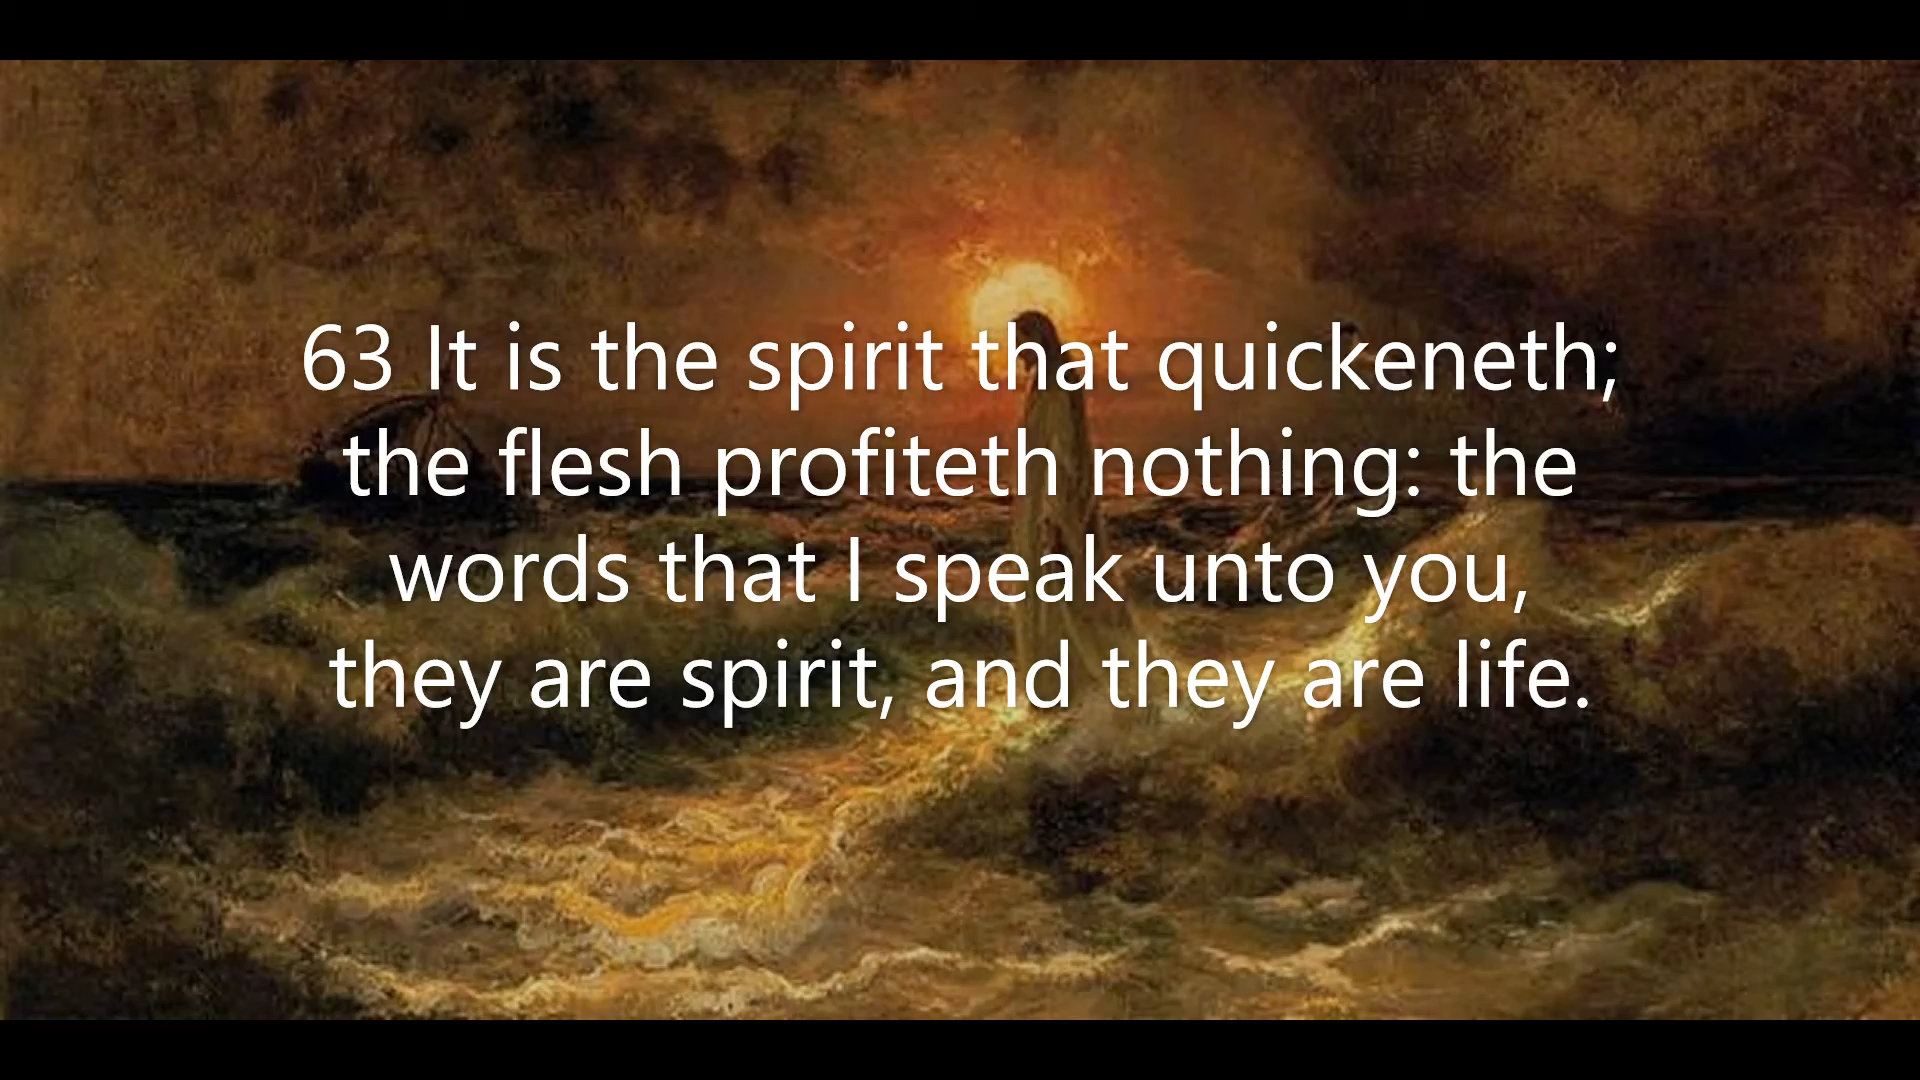 63 It is the spirit that quickeneth;
the flesh profiteth nothing: the
words that I speak unto you,
they are spirit, and they are life.